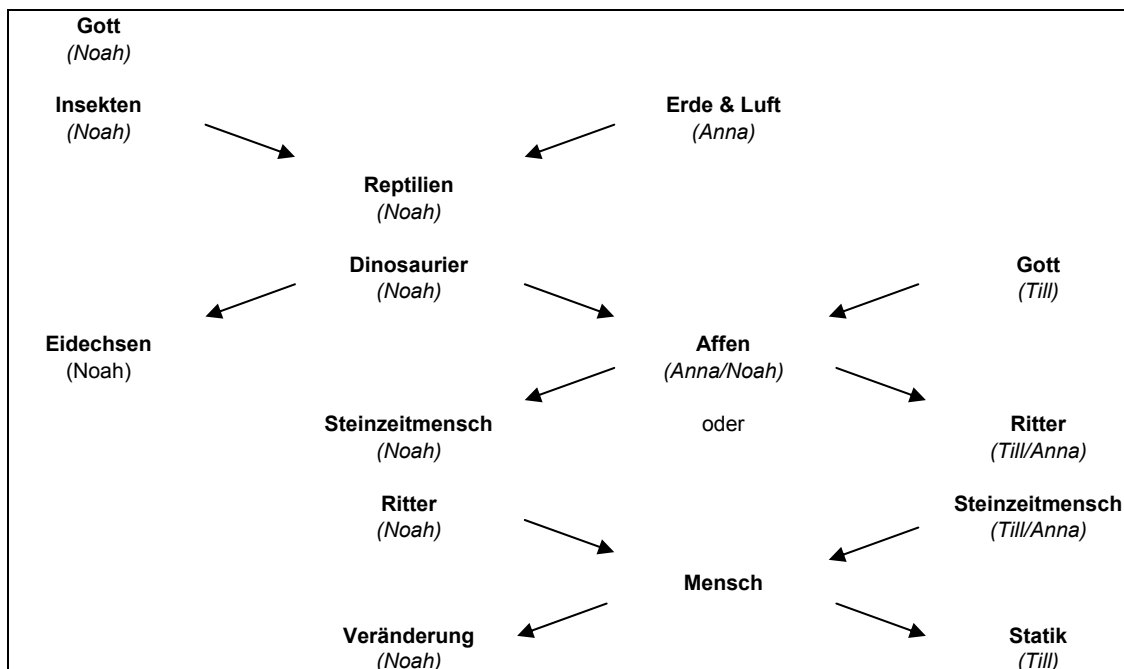 Gott
(Noah)
Insekten
(Noah)
Erde & Luft
(Anna)
Reptilien
(Noah)
Dinosaurier
(Noah)
Gott
(Till)
Eidechsen
(Noah)
Affen
(Anna/Noah)
Steinzeitmensch
(Noah)
oder
Ritter
(Till/Anna)
Ritter
(Noah)
Steinzeitmensch
(Till/Anna)
Mensch
Veränderung
(Noah)
Statik
(Till)